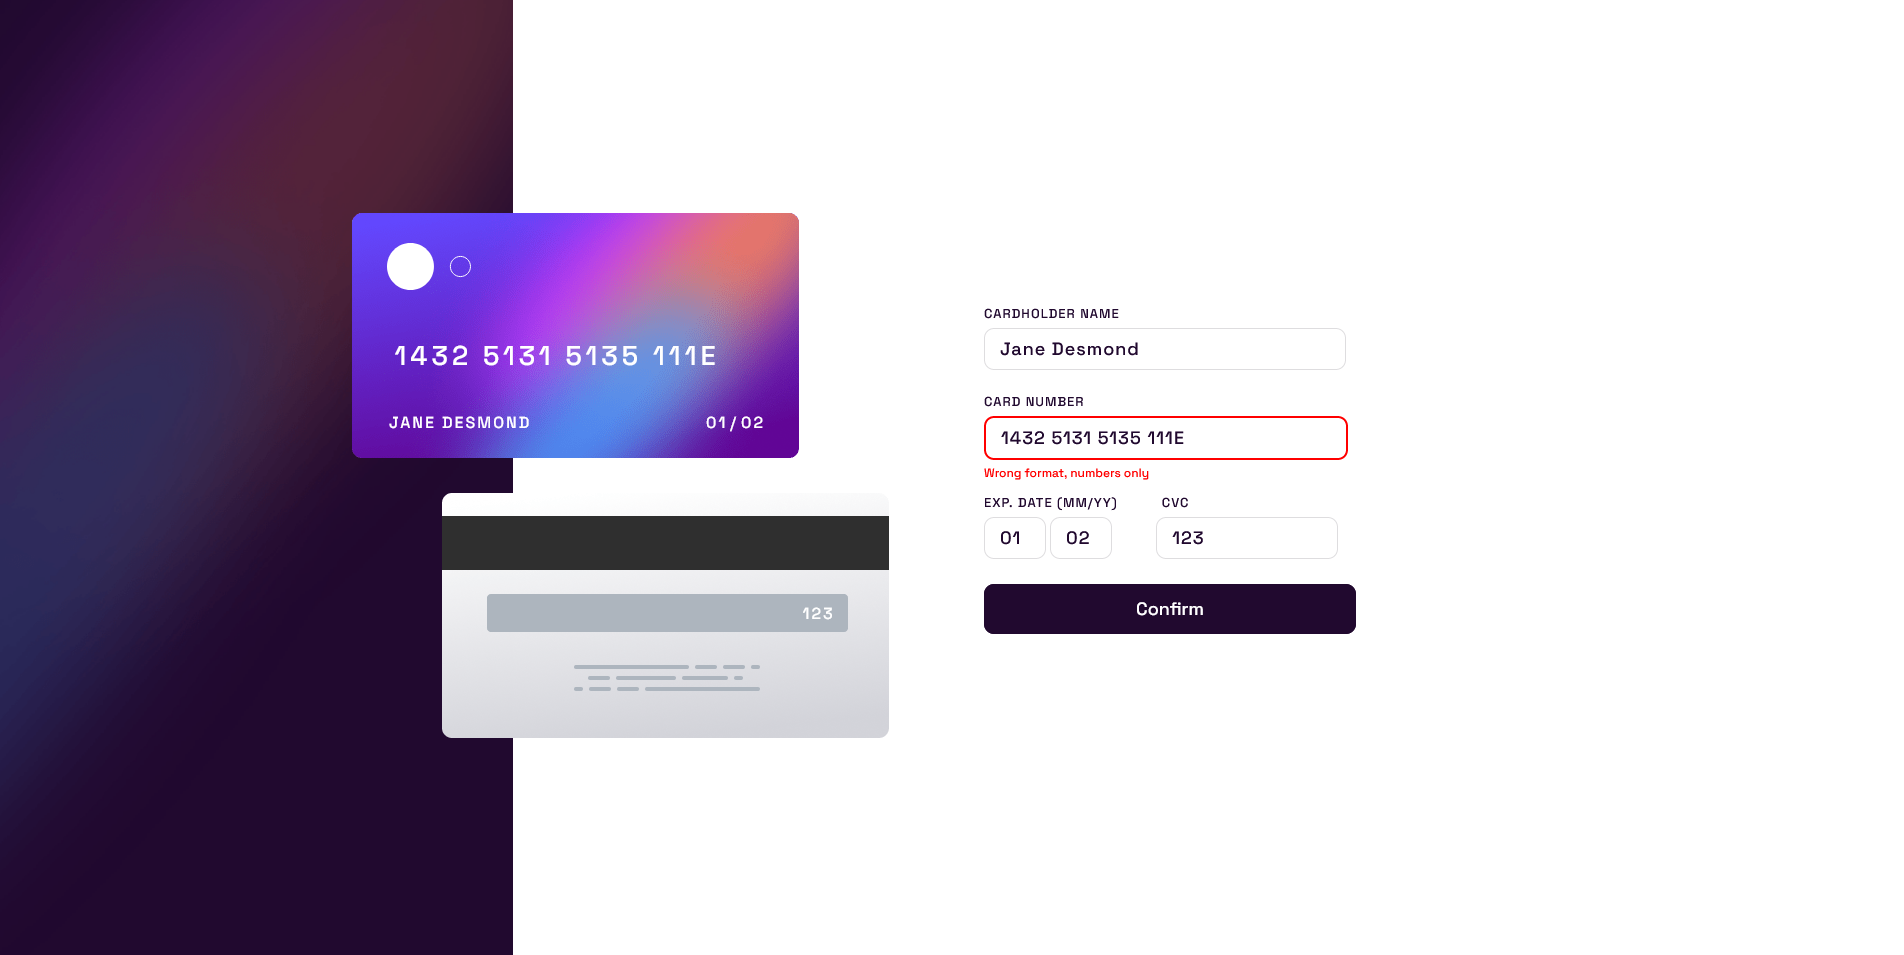 1432 5131 5135 111E
JANE DESMOND 01/02
123
CARDHOLDER NAME
Jane Desmond
CARD NUMBER
1432 5131 5135 111E
Wrong format, numbers only
EXP. DATE (MM/YY) CVC
01 02 123
Confirm